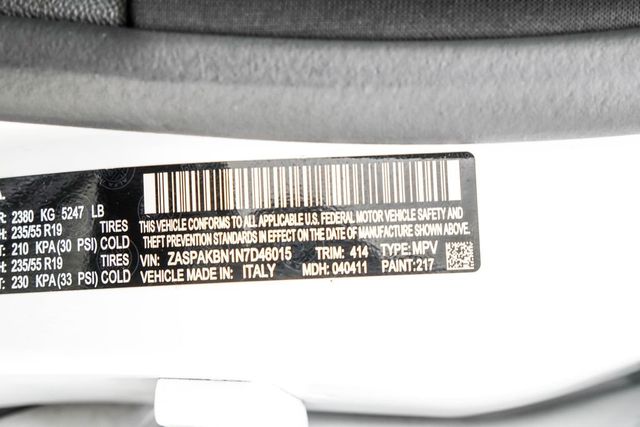 R: 2380 KG 5247 LB
H: 235/55 R19 TIRES
T: 210 KPA(30 PSI) COLD
H: 235/55 R19 TIRES
T: 230 KPA(33 PSI) COLD
THIS VEHICLE CONFORMS TO ALL APPLICABLE U.S. FEDERAL MOTOR VEHICLE SAFETY AND
THEFT PREVENTION STANDARDS IN EFFECT ON THE DATE OF MANUFACTURE SHOWN ABOVE.
VIN: ZASPAKBN1N7D46015 TRIM: 414 TYPE: MPV
VEHICLE MADE IN: ITALY MDH: 040411 PAINT:217